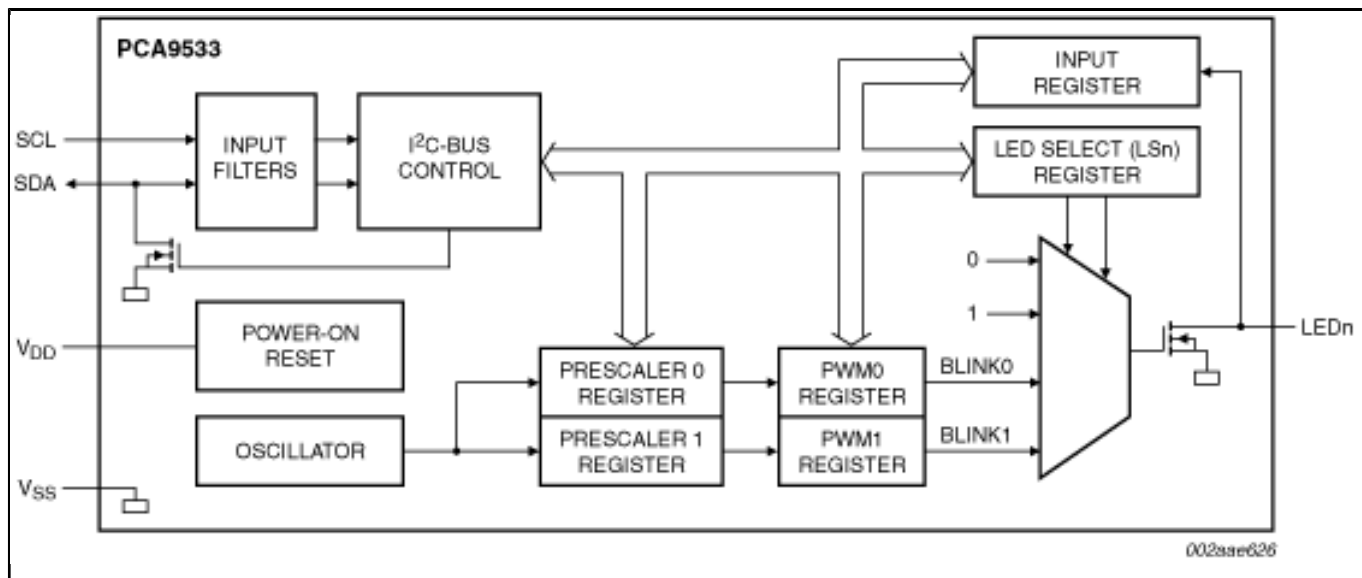 PCA9533
SCL
SDA
INPUT
FILTERS
I²C-BUS
CONTROL
INPUT
REGISTER
LED SELECT (LSn)
REGISTER
0
1
VDD
POWER-ON
RESET
OSCILLATOR
VSS
PRESCALER 0
REGISTER
PRESCALER 1
REGISTER
PWM0
REGISTER
PWM1
REGISTER
BLINK0
BLINK1
LEDn
002aae626